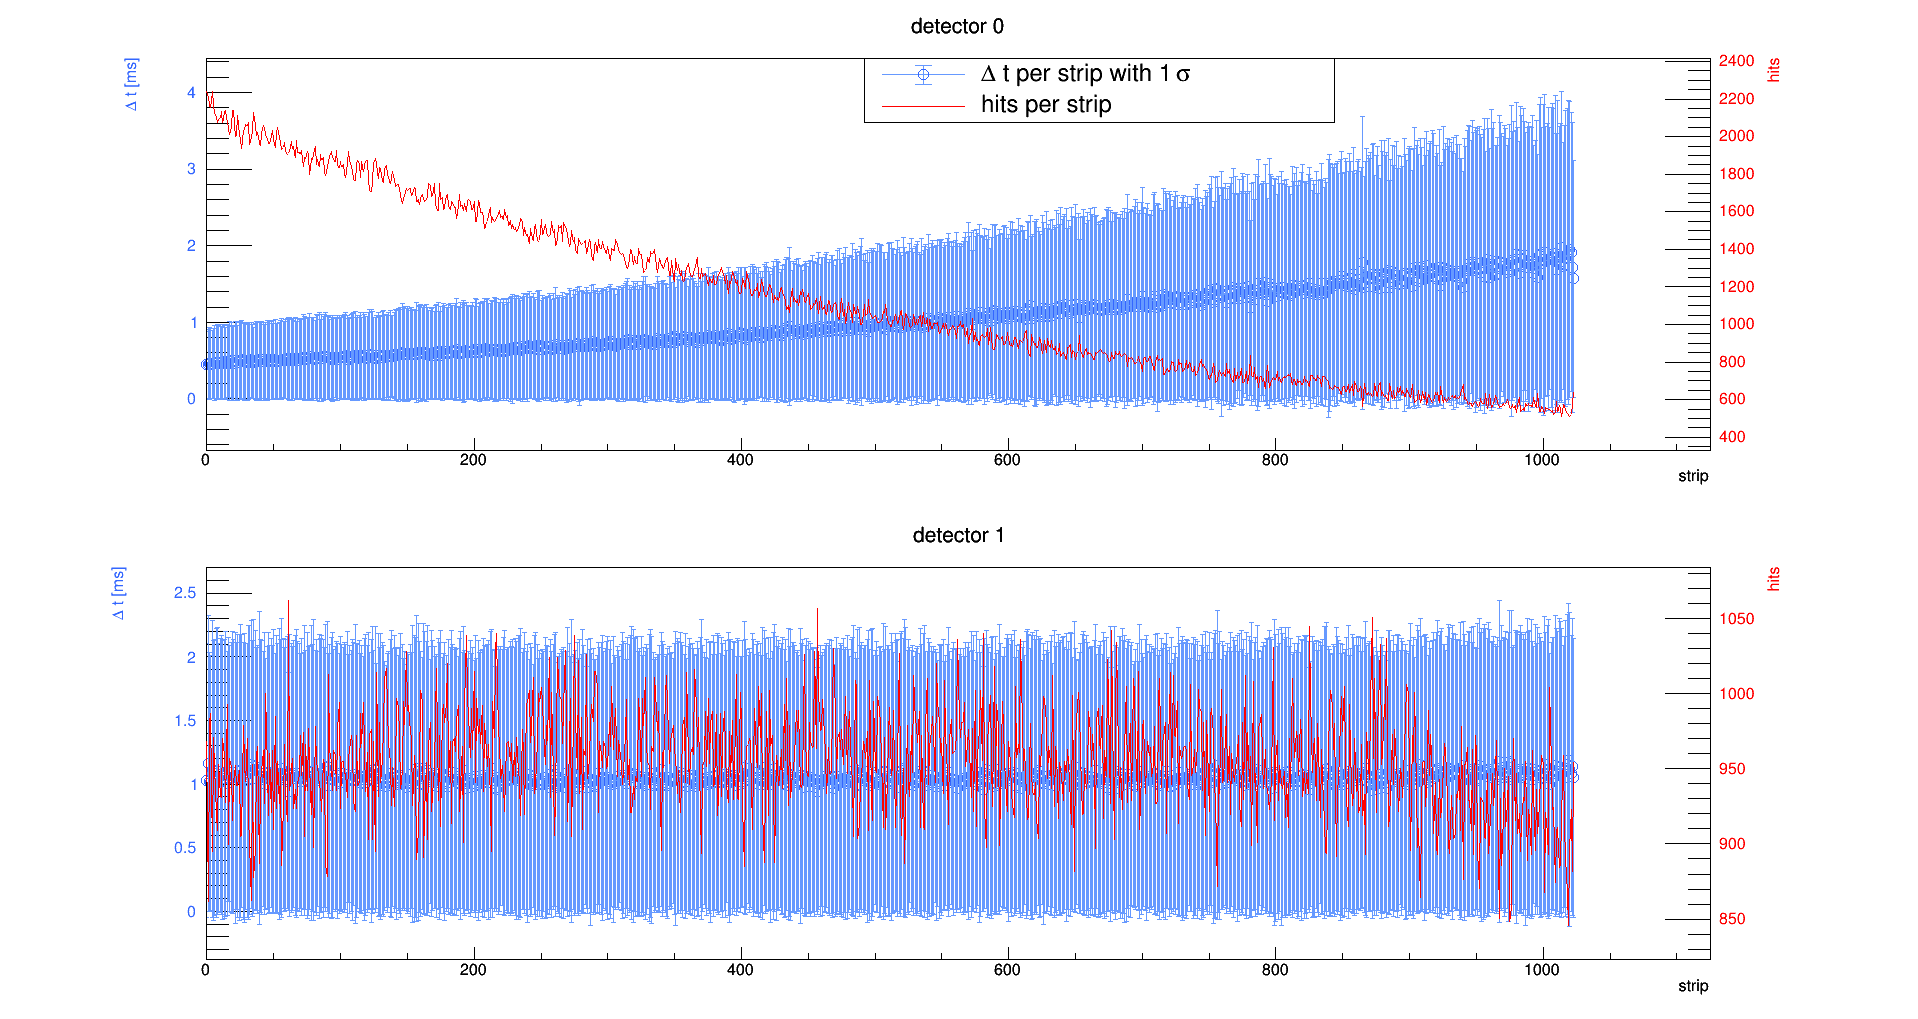 detector 0
Δ t [ms]
hits
Δ t per strip with 1 σ
hits per strip
4
3
2
1
0
2400
2200
2000
1800
1600
1400
1200
1000
800
600
400
0 200 400 600 800 1000
strip
detector 1
Δ t [ms]
hits
2.5
2
1.5
1
0.5
0
1050
1000
950
900
850
0 200 400 600 800 1000
strip